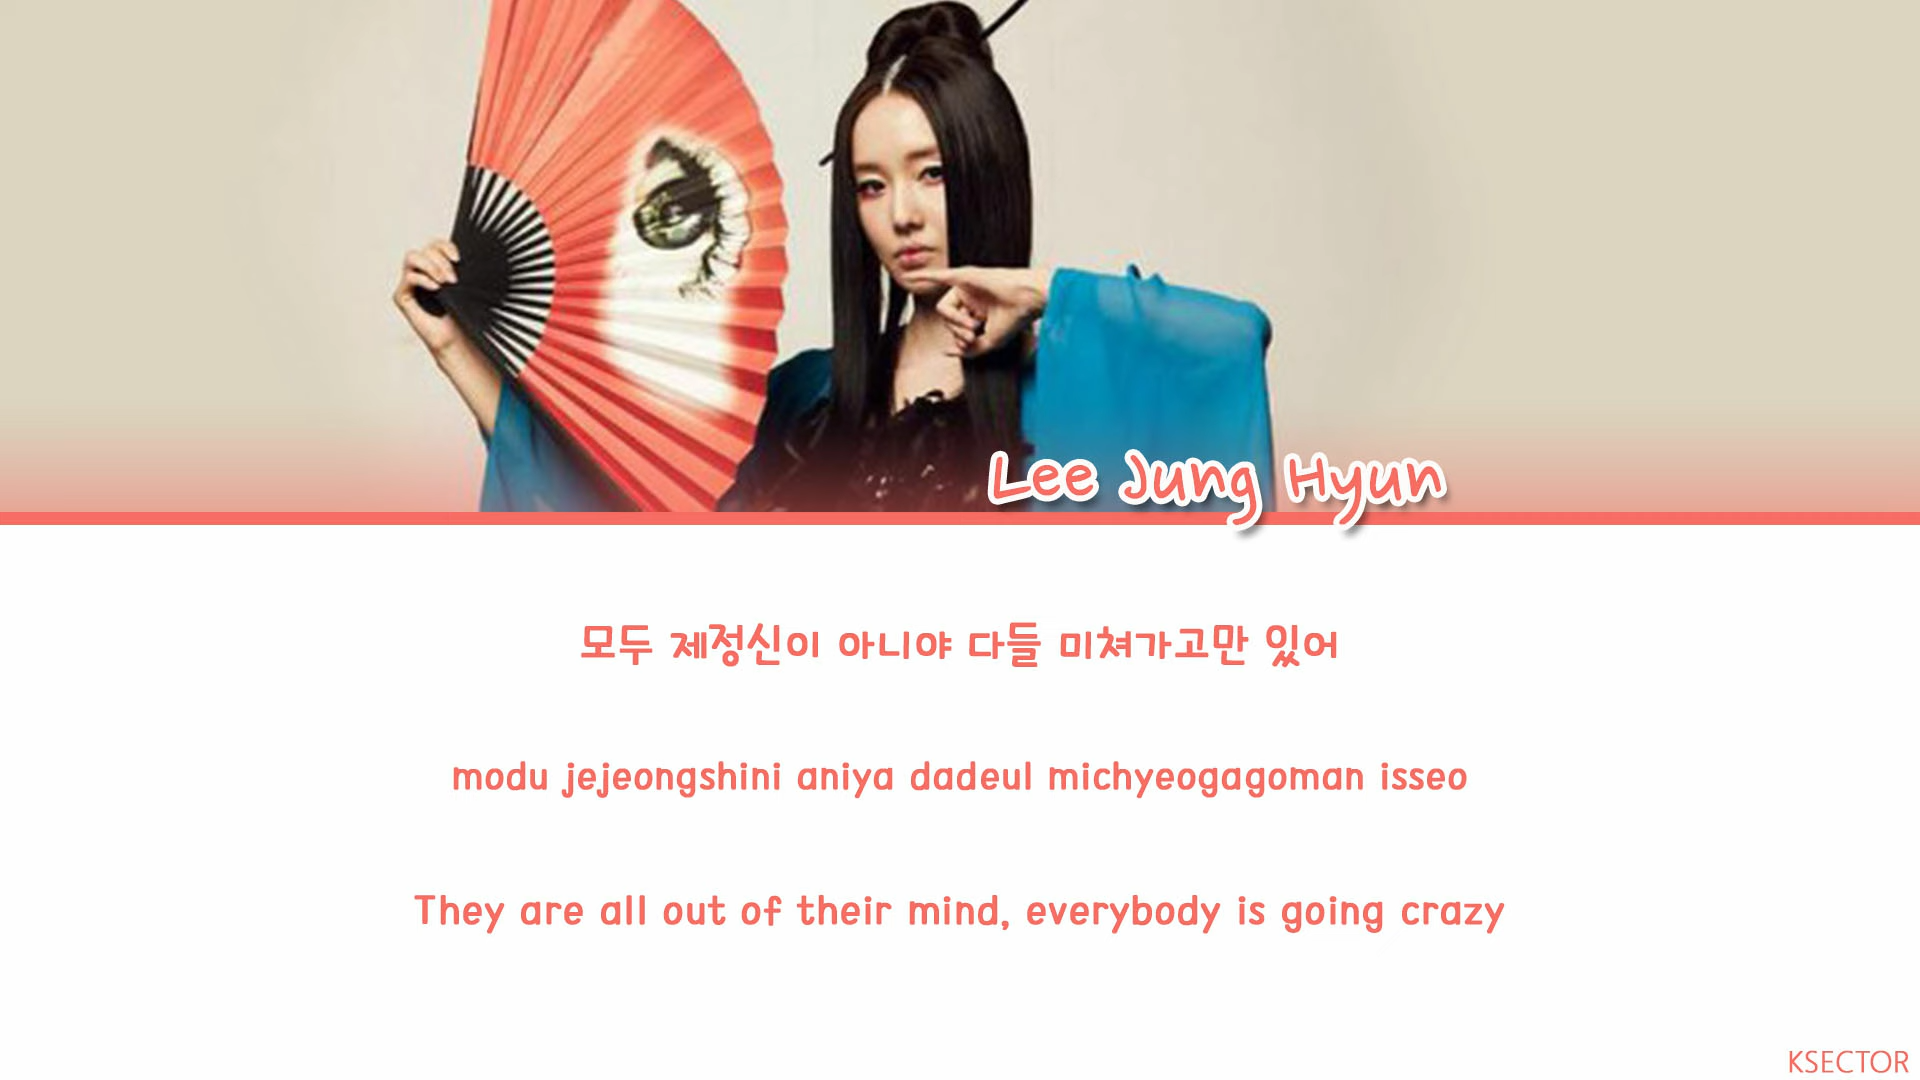 Lee Jung Hyun
모두 제정신이 아니야 다들 미쳐가고만 있어
modu jejeongshini aniya dadeul michyeogagoman isseo
They are all out of their mind, everybody is going crazy
KSECTOR